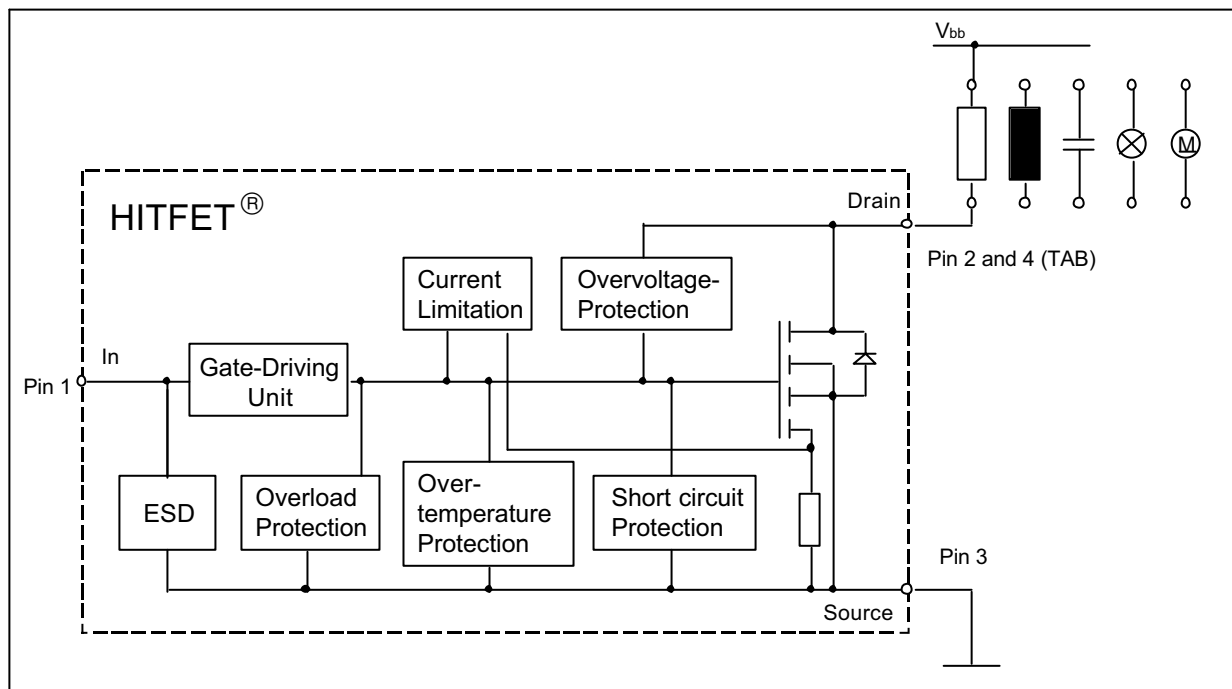 Vbb
M
HITFET ®
Drain
Pin 2 and 4 (TAB)
Current
Limitation
Overvoltage-
Protection
In
Pin 1
Gate-Driving
Unit
ESD
Overload
Protection
Over-
temperature
Protection
Short circuit
Protection
Pin 3
Source